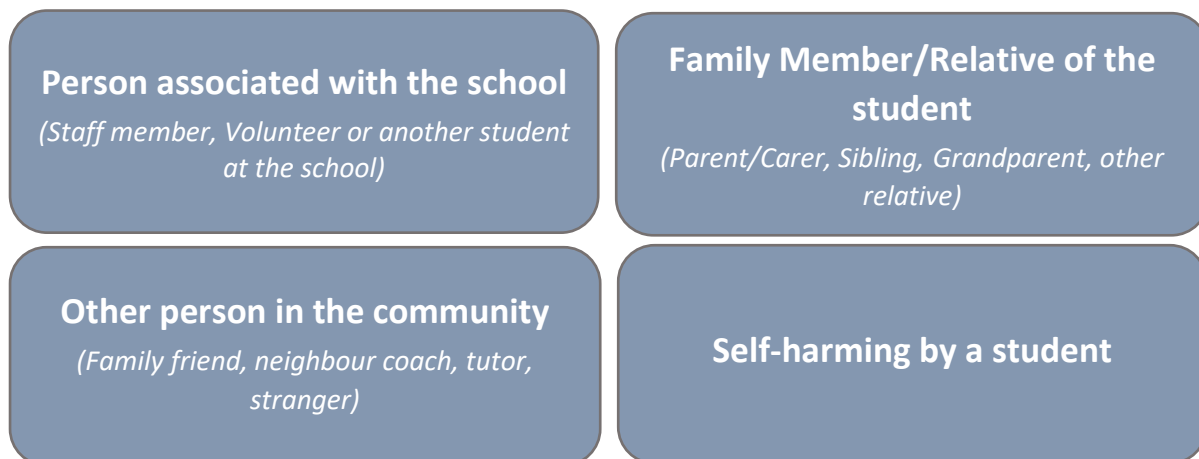 Person associated with the school
(Staff member, Volunteer or another student
at the school)
Family Member/Relative of the
student
(Parent/Carer, Sibling, Grandparent, other
relative)
Other person in the community
(Family friend, neighbour coach, tutor,
stranger)
Self-harming by a student